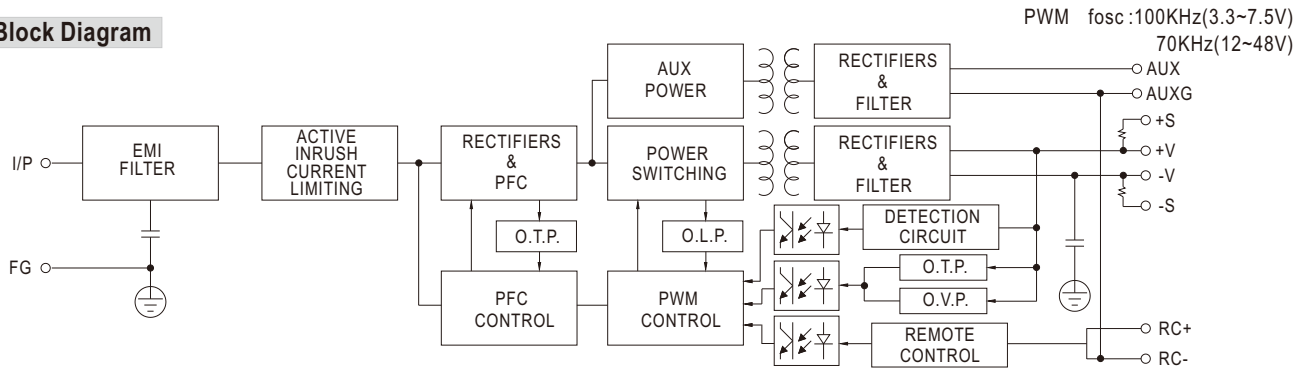 Block Diagram
PWM fosc :100KHz(3.3~7.5V)
70KHz(12~48V)
AUX
POWER
RECTIFIERS
&
FILTER
AUX
AUXG
+S
I/P
EMI
FILTER
ACTIVE
INRUSH
CURRENT
LIMITING
RECTIFIERS
&
PFC
POWER
SWITCHING
RECTIFIERS
&
FILTER
+V
-V
-S
O.T.P.
O.L.P.
DETECTION
CIRCUIT
FG
PFC
CONTROL
PWM
CONTROL
O.T.P.
O.V.P.
REMOTE
CONTROL
RC+
RC-